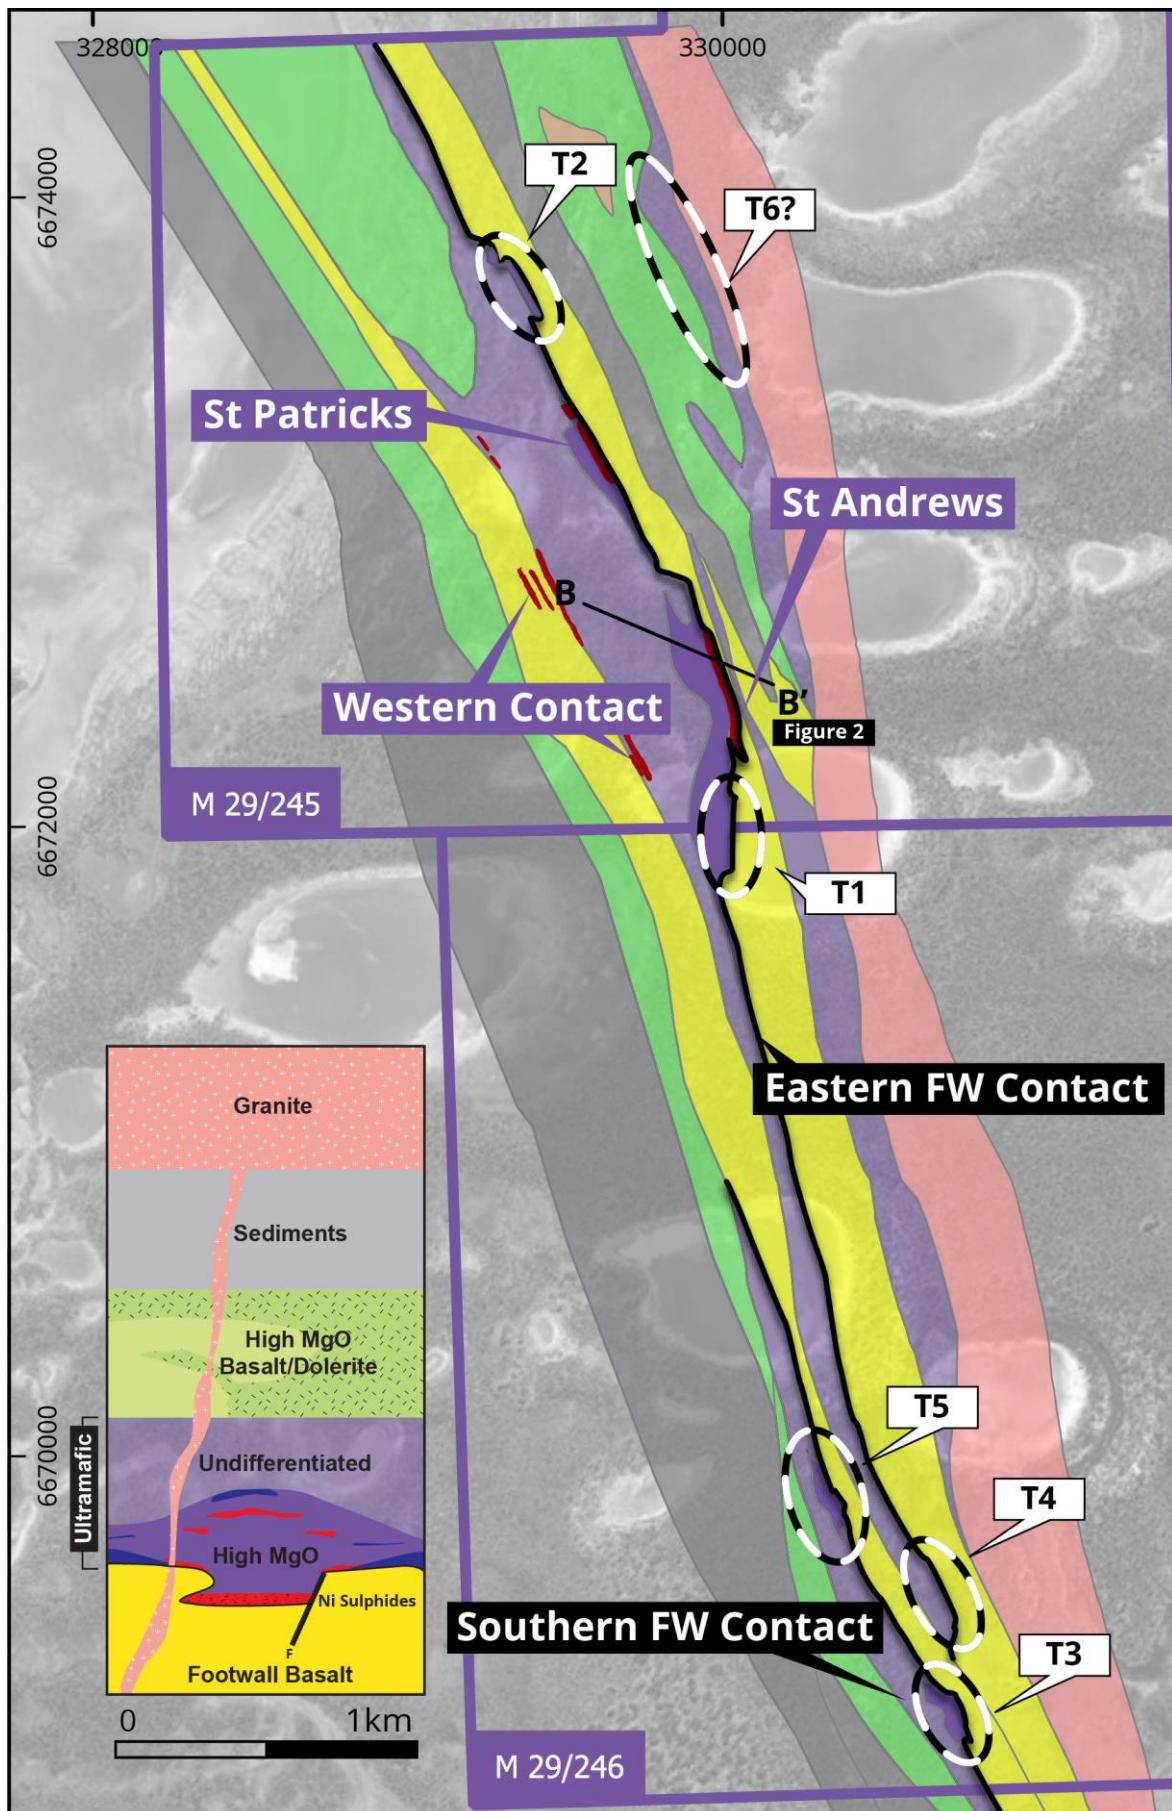 328000
330000
6674000
T2
T6?
St Patricks
St Andrews
B
Western Contact
B’
Figure 2
M 29/245
6672000
T1
Eastern FW Contact
Granite
Sediments
High MgO
Basalt/Dolerite
6670000
T5
Ultramafic
Undifferentiated
T4
High MgO
Ni Sulphides
F
Southern FW Contact
Footwall Basalt
T3
0
1km
M 29/246